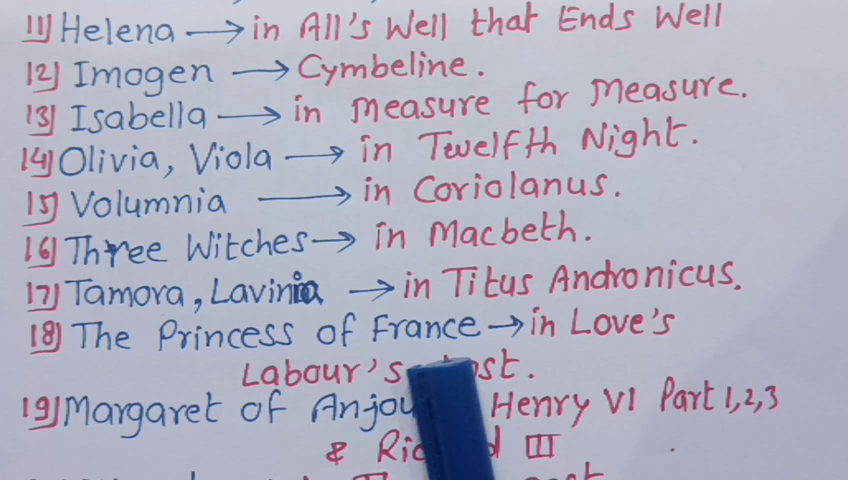 11) Helena → in All's Well that Ends Well
12) Imogen → Cymbeline.
13) Isabella → in Measure for Measure.
14) Olivia, Viola → in Twelfth Night.
15) Volumnia → in Coriolanus.
16) Three Witches → in Macbeth.
17) Tamora, Lavinia → in Titus Andronicus.
18) The Princess of France → in Love's
Labour's
19) Margaret of Henry VI Part 1,2,3
& III